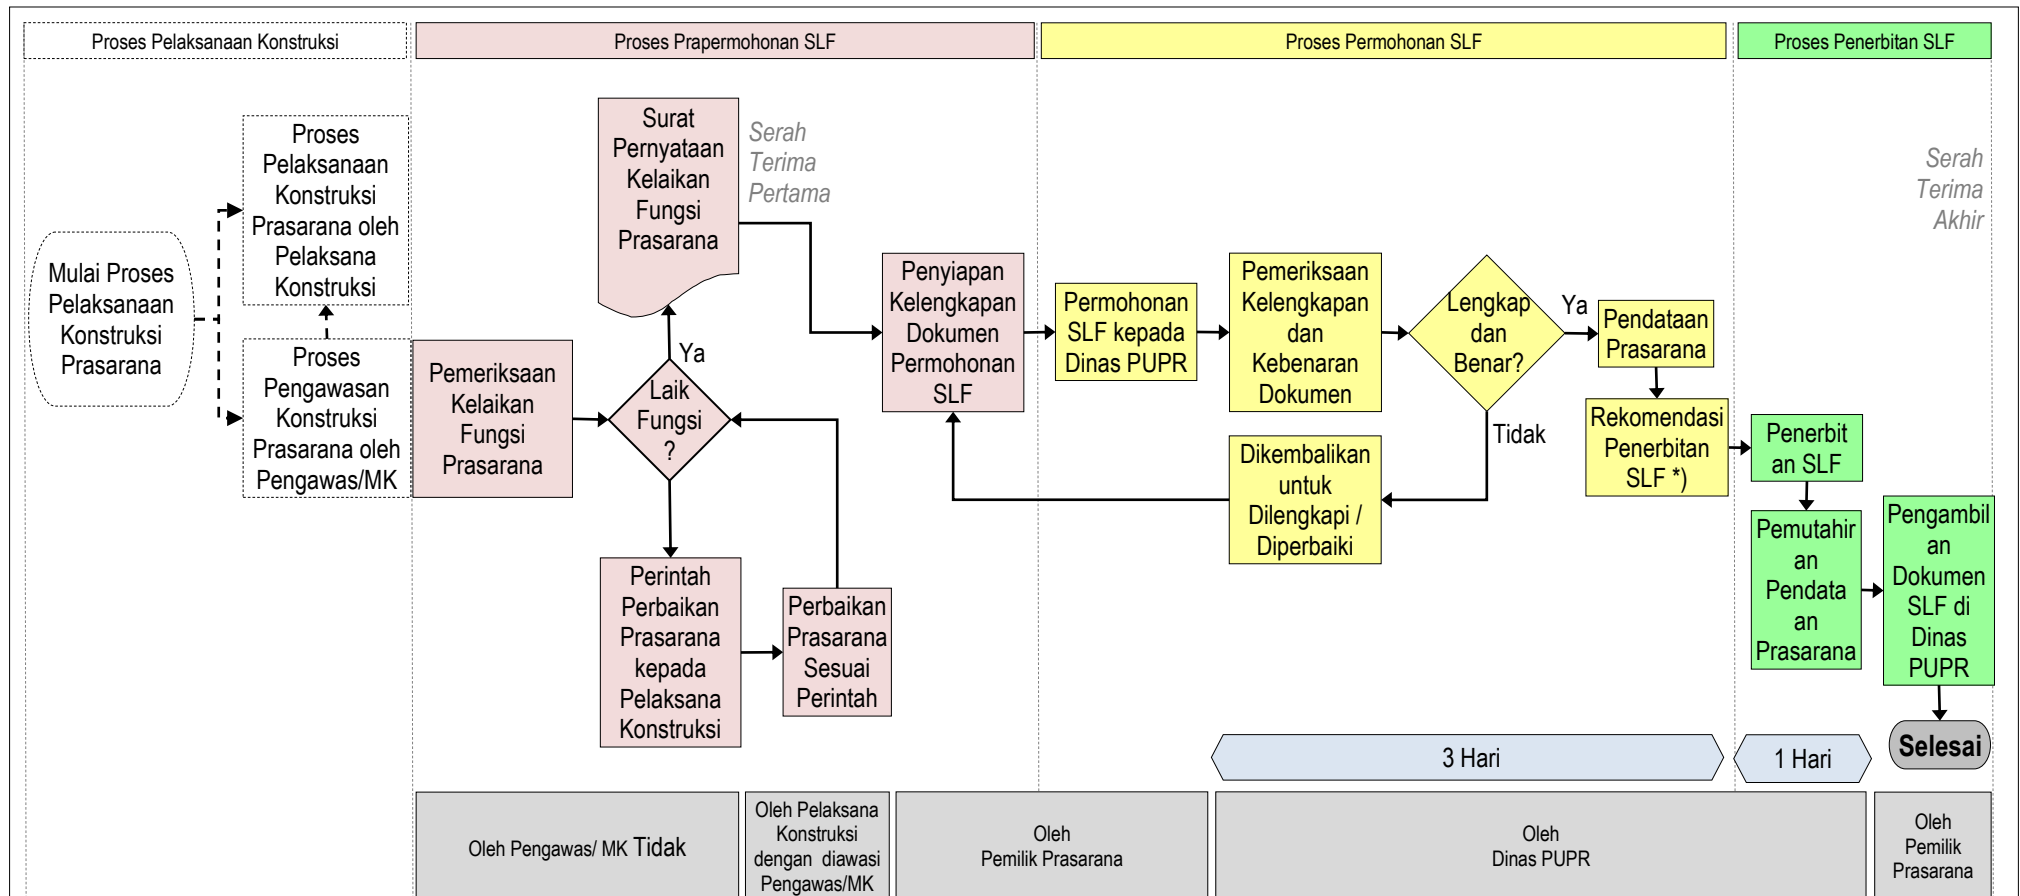 Proses Pelaksanaan Konstruksi
Proses Prapermohonan SLF
Proses Permohonan SLF
Proses Penerbitan SLF
Mulai Proses
Pelaksanaan
Konstruksi
Prasarana
Proses
Pelaksanaan
Konstruksi
Prasarana oleh
Pelaksana
Konstruksi
Proses
Pengawasan
Konstruksi
Prasarana oleh
Pengawas/MK
Pemeriksaan
Kelaikan
Fungsi
Prasarana
Surat
Pernyataan
Kelaikan
Fungsi
Prasarana
Serah
Terima
Pertama
Ya
Laik
Fungsi
?
Perintah
Perbaikan
Prasarana
kepada
Pelaksana
Konstruksi
Perbaikan
Prasarana
Sesuai
Perintah
Penyiapan
Kelengkapan
Dokumen
Permohonan
SLF
Permohonan
SLF kepada
Dinas PUPR
Pemeriksaan
Kelengkapan
dan
Kebenaran
Dokumen
Lengkap
dan
Benar?
Ya
Tidak
Dikembalikan
untuk
Dilengkapi /
Diperbaiki
Pendataan
Prasarana
Rekomendasi
Penerbitan
SLF *)
Penerbit
an SLF
Pemutahir
an
Pendata
an
Prasarana
Pengambil
an
Dokumen
SLF di
Dinas
PUPR
Serah
Terima
Akhir
Selesai
3 Hari
1 Hari
Oleh Pengawas/ MK Tidak
Oleh Pelaksana
Konstruksi
dengan diawasi
Pengawas/MK
Oleh
Pemilik Prasarana
Oleh
Dinas PUPR
Oleh
Pemilik
Prasarana